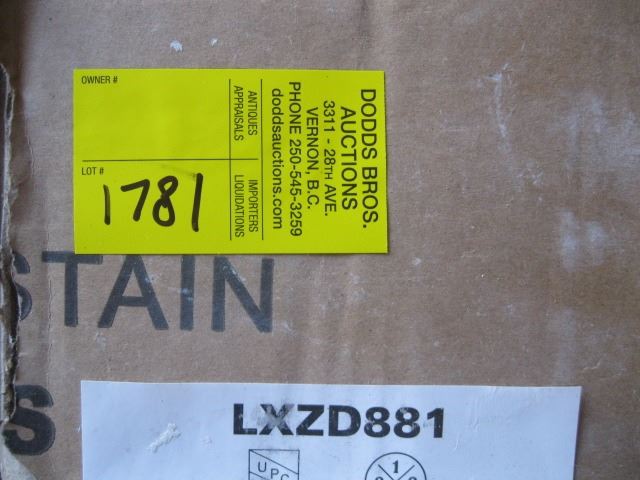 OWNER #
LOT #
1781
ANTIQUES
APPRAISALS
IMPORTERS
LIQUIDATIONS
DODDS BROS.
AUCTIONS
3311 - 28TH AVE.
VERNON, B.C.
PHONE 250-545-3259
doddsauctions.com
STAIN
S
LXZD881
UPC
1